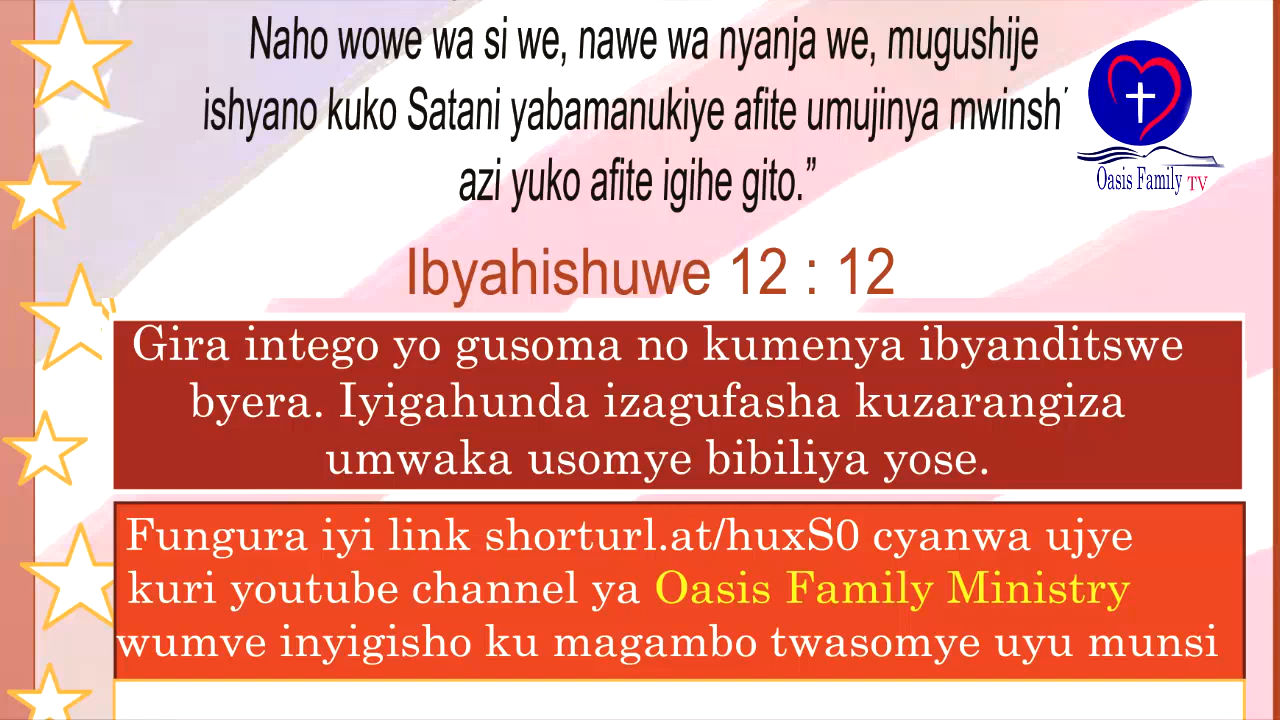 Naho wowe wa si we, nawe wa nyanja we, mugushije
ishyano kuko Satani yabamanukiye afite umujinya
azi yuko afite igihe gito.”
Oasis Family TV
Ibyahishuwe 12 : 12
Gira intego yo gusoma no kumenya ibyanditswe
byera. Iyigahunda izagufasha kuzarangiza
umwaka usomye bibiliya yose.
Fungura iyi link shorturl.at/huxS0 cyanwa ujye
kuri youtube channel ya Oasis Family Ministry
wumve inyigisho ku magambo twasomye uyu munsi